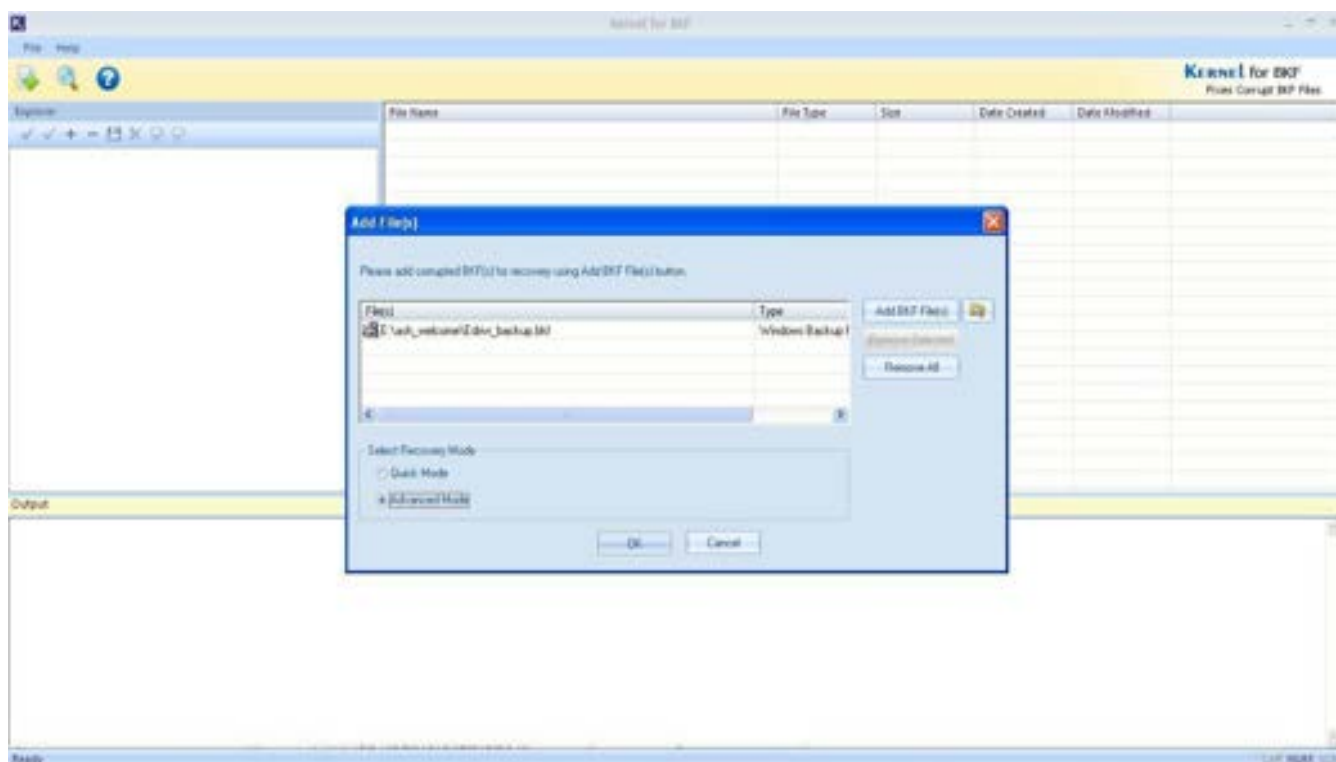 Kernel for BKF
File Help
KERNEL for BKF
Fixes Corrupt BKF Files
Explorer
File Name File Type Size Date Created Date Modified
Add File(s)
Please add corrupted BKF(s) for recovery using Add BKF File(s) button.
File(s) Type
Windows Backup F
Add BKF File(s)
Remove Selected
Remove All
Select Recovery Mode
Quick Mode
Advanced Mode
OK Cancel
Output
Ready
NUM